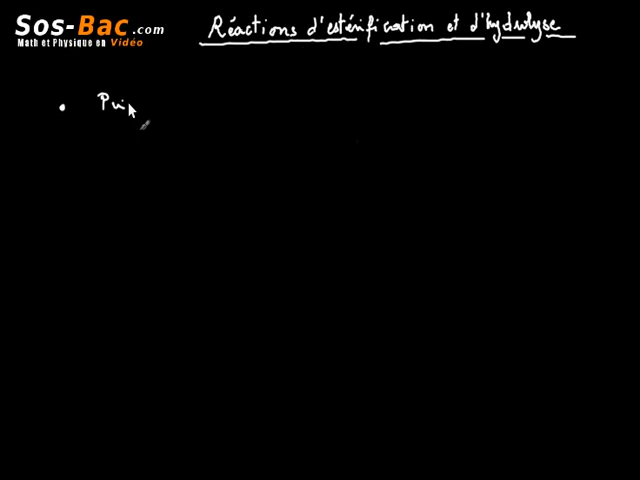 Sos-Bac.com
Math et Physique en Vidéo
Réactions d'estérification et d'hydrolyse